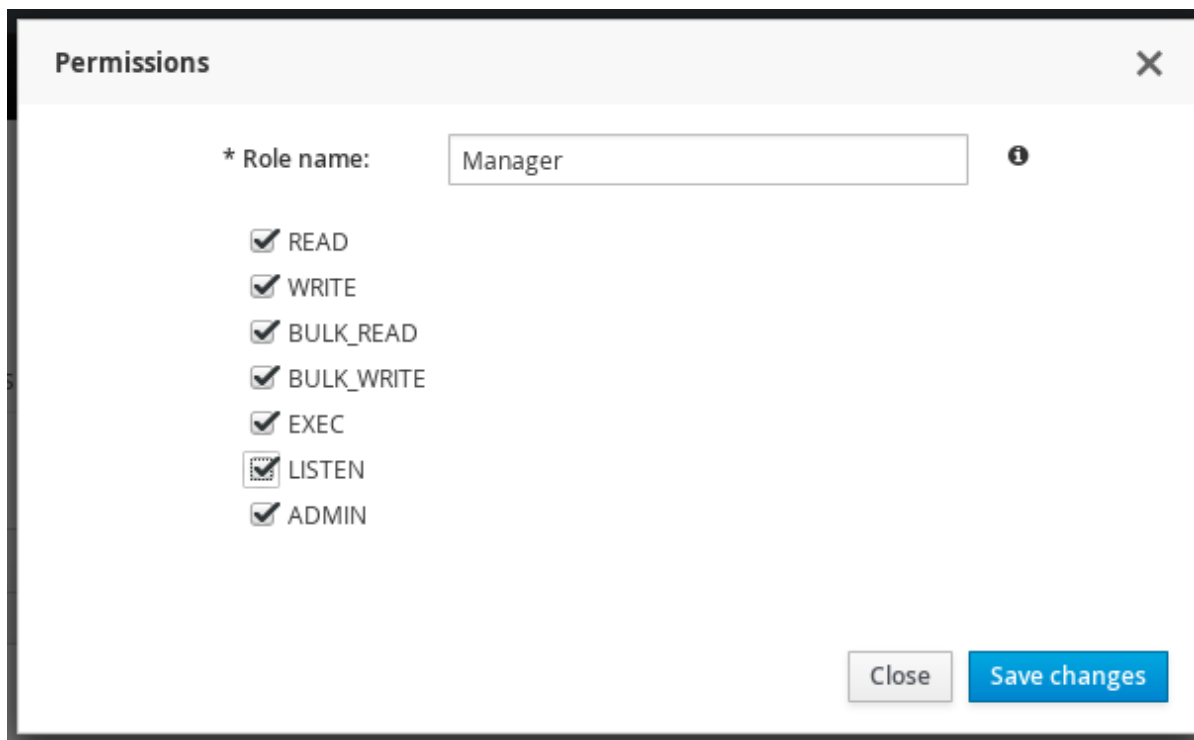 Permissions
* Role name:
Manager
READ
WRITE
BULK_READ
BULK_WRITE
EXEC
LISTEN
ADMIN
Close
Save changes